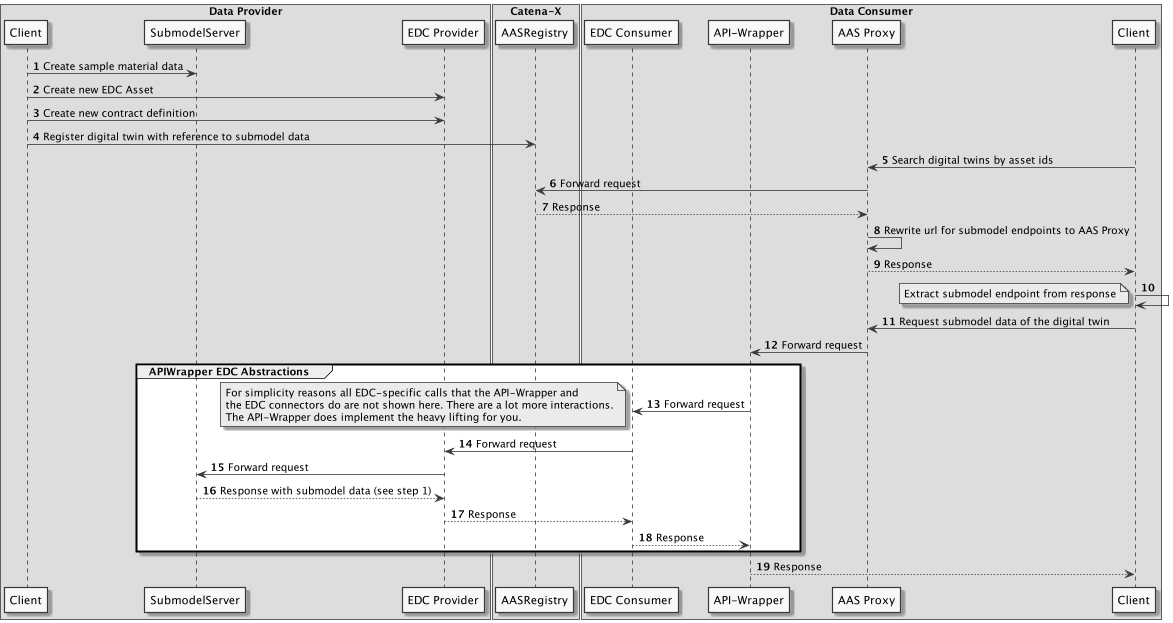 Data Provider
Catena-X
Data Consumer
Client
SubmodelServer
EDC Provider
AASRegistry
EDC Consumer
API-Wrapper
AAS Proxy
Client
1 Create sample material data
2 Create new EDC Asset
3 Create new contract definition
4 Register digital twin with reference to submodel data
5 Search digital twins by asset ids
6 Forward request
7 Response
8 Rewrite url for submodel endpoints to AAS Proxy
9 Response
10
Extract submodel endpoint from response
11 Request submodel data of the digital twin
12 Forward request
APIWrapper EDC Abstractions
For simplicity reasons all EDC-specific calls that the API-Wrapper and
the EDC connectors do are not shown here. There are a lot more interactions.
The API-Wrapper does implement the heavy lifting for you.
13 Forward request
14 Forward request
15 Forward request
16 Response with submodel data (see step 1)
17 Response
18 Response
19 Response
Client
SubmodelServer
EDC Provider
AASRegistry
EDC Consumer
API-Wrapper
AAS Proxy
Client